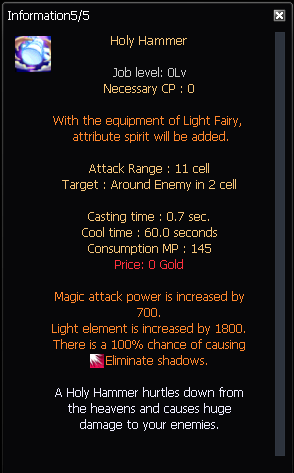 Information5/5
Holy Hammer
Job level: 0Lv
Necessary CP : 0
With the equipment of Light Fairy,
attribute spirit will be added.
Attack Range : 11 cell
Target : Around Enemy in 2 cell
Casting time : 0.7 sec.
Cool time : 60.0 seconds
Consumption MP : 145
Price: 0 Gold
Magic attack power is increased by
700.
Light element is increased by 1800.
There is a 100% chance of causing
Eliminate shadows.
A Holy Hammer hurtles down from
the heavens and causes huge
damage to your enemies.